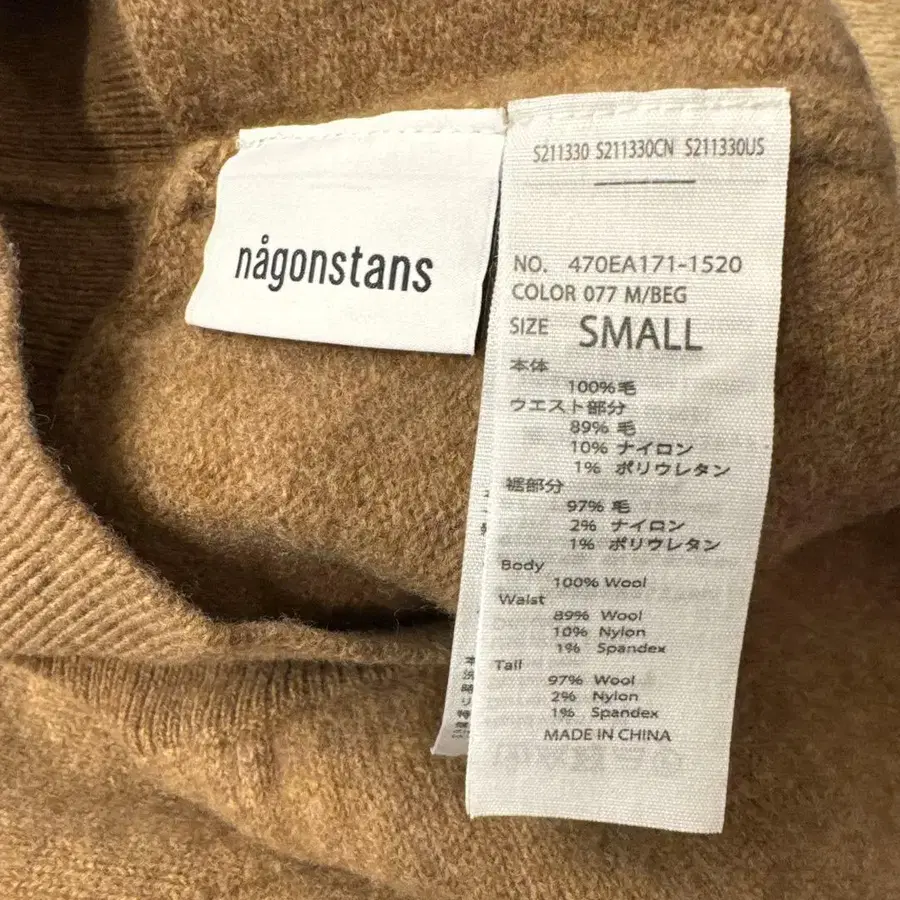 någonstans
S211330 S211330CN S211330US
NO. 470EA171-1520
COLOR 077 M/BEG
SIZE SMALL
本体
100%毛
ウエスト部分
89% 毛
10% ナイロン
1% ポリウレタン
裾部分
97% 毛
2% ナイロン
1% ポリウレタン
Body
100% Wool
Waist
89% Wool
10% Nylon
1% Spandex
Tail
97% Wool
2% Nylon
1% Spandex
MADE IN CHINA